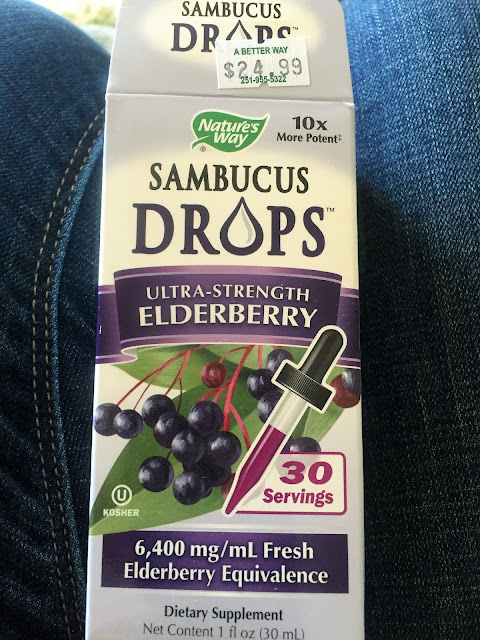 SAMBUCUS
DROPS™
A BETTER WAY
$24.99
251-955-5322
Nature's
Way
®
10x
More Potent‡
SAMBUCUS
DROPS™
ULTRA-STRENGTH
ELDERBERRY
30
Servings
U
KOSHER
6,400 mg/mL Fresh
Elderberry Equivalence
Dietary Supplement
Net Content 1 fl oz (30 mL)